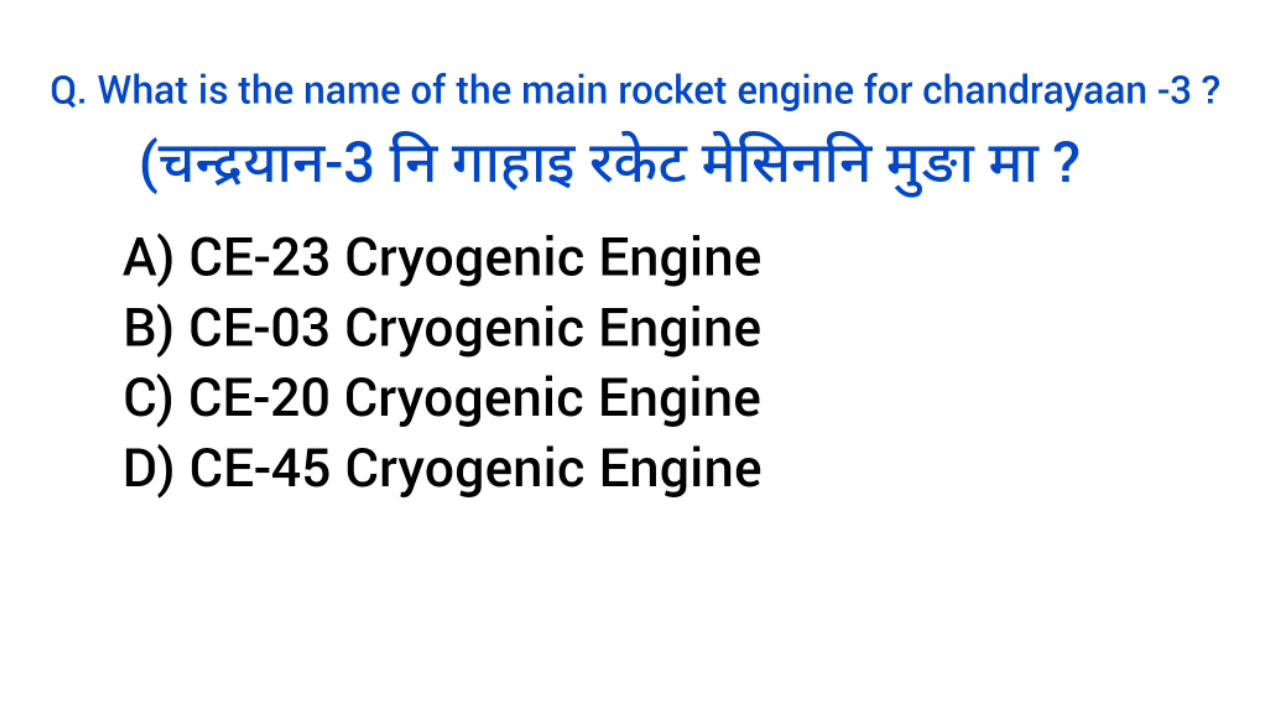 Q. What is the name of the main rocket engine for chandrayaan -3 ?
(चन्द्रयान-3 नि गाहाइ रकेट मेसिननि मुङा मा ?
A) CE-23 Cryogenic Engine
B) CE-03 Cryogenic Engine
C) CE-20 Cryogenic Engine
D) CE-45 Cryogenic Engine